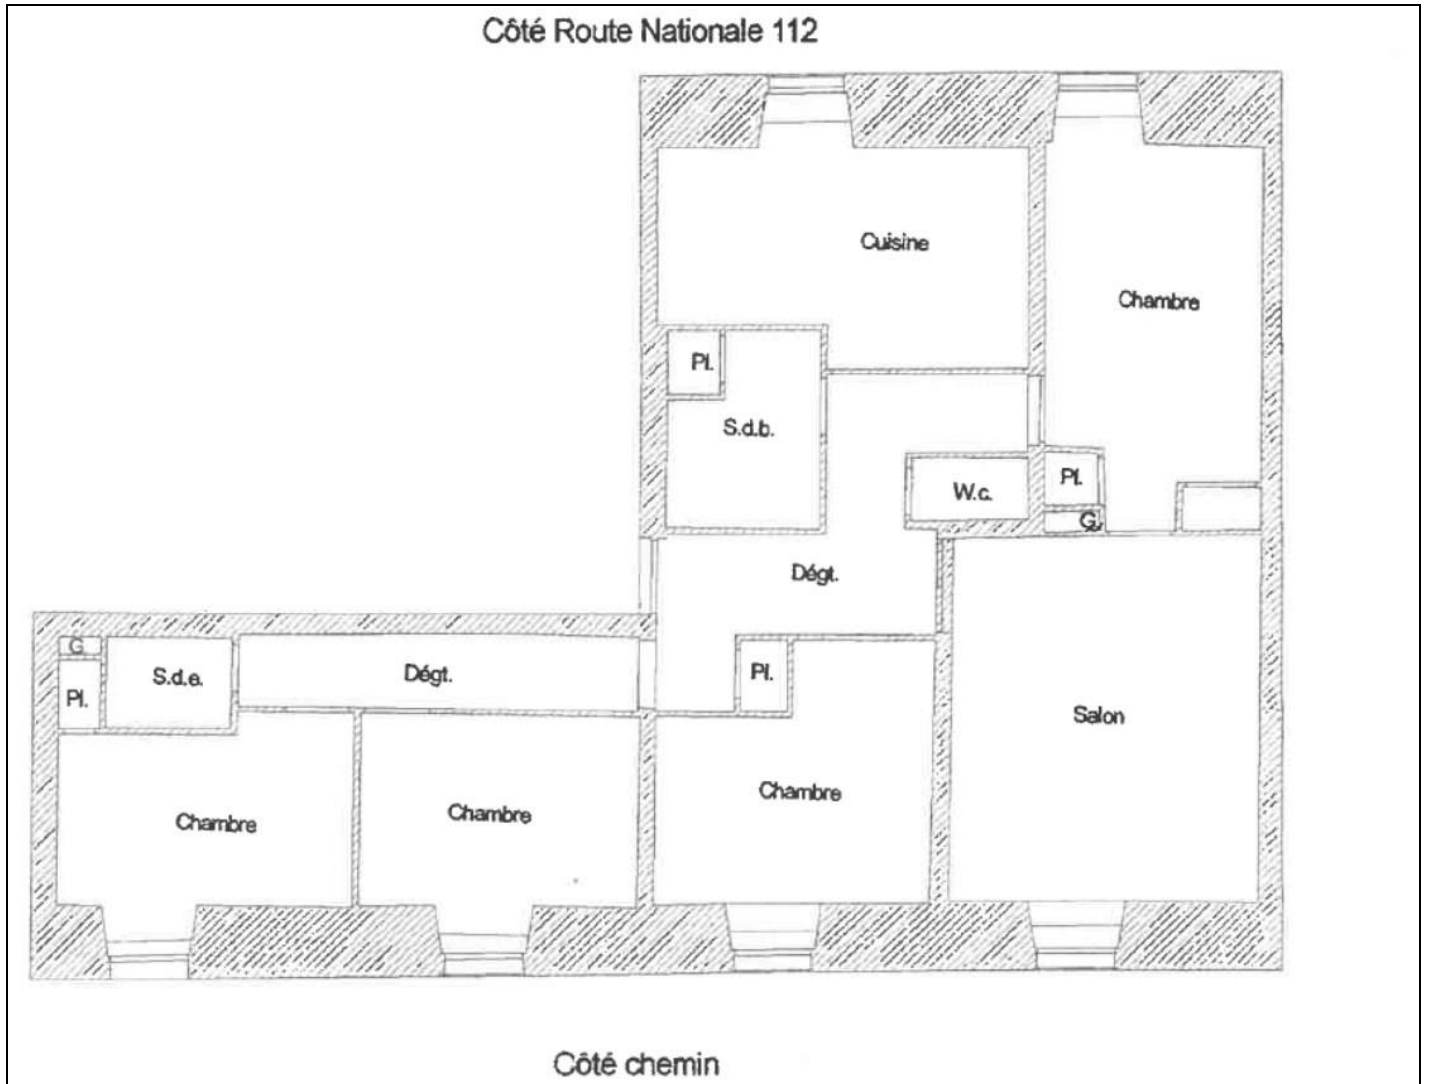 Côté Route Nationale 112
Cuisine
Chambre
Pl.
S.d.b.
Pl.
W.c.
G.
Dégt.
G
S.d.e.
Dégt.
Pl.
Pl.
Salon
Chambre
Chambre
Chambre
Côté chemin